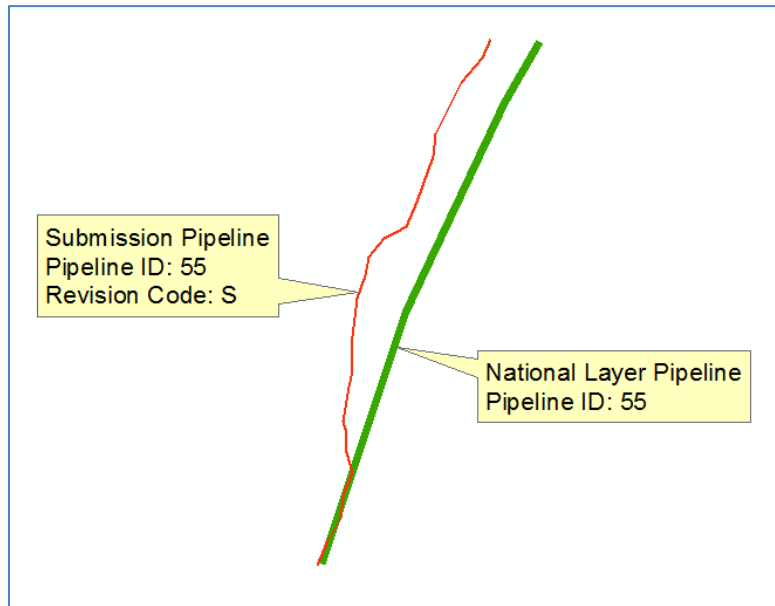 Submission Pipeline
Pipeline ID: 55
Revision Code: S
National Layer Pipeline
Pipeline ID: 55